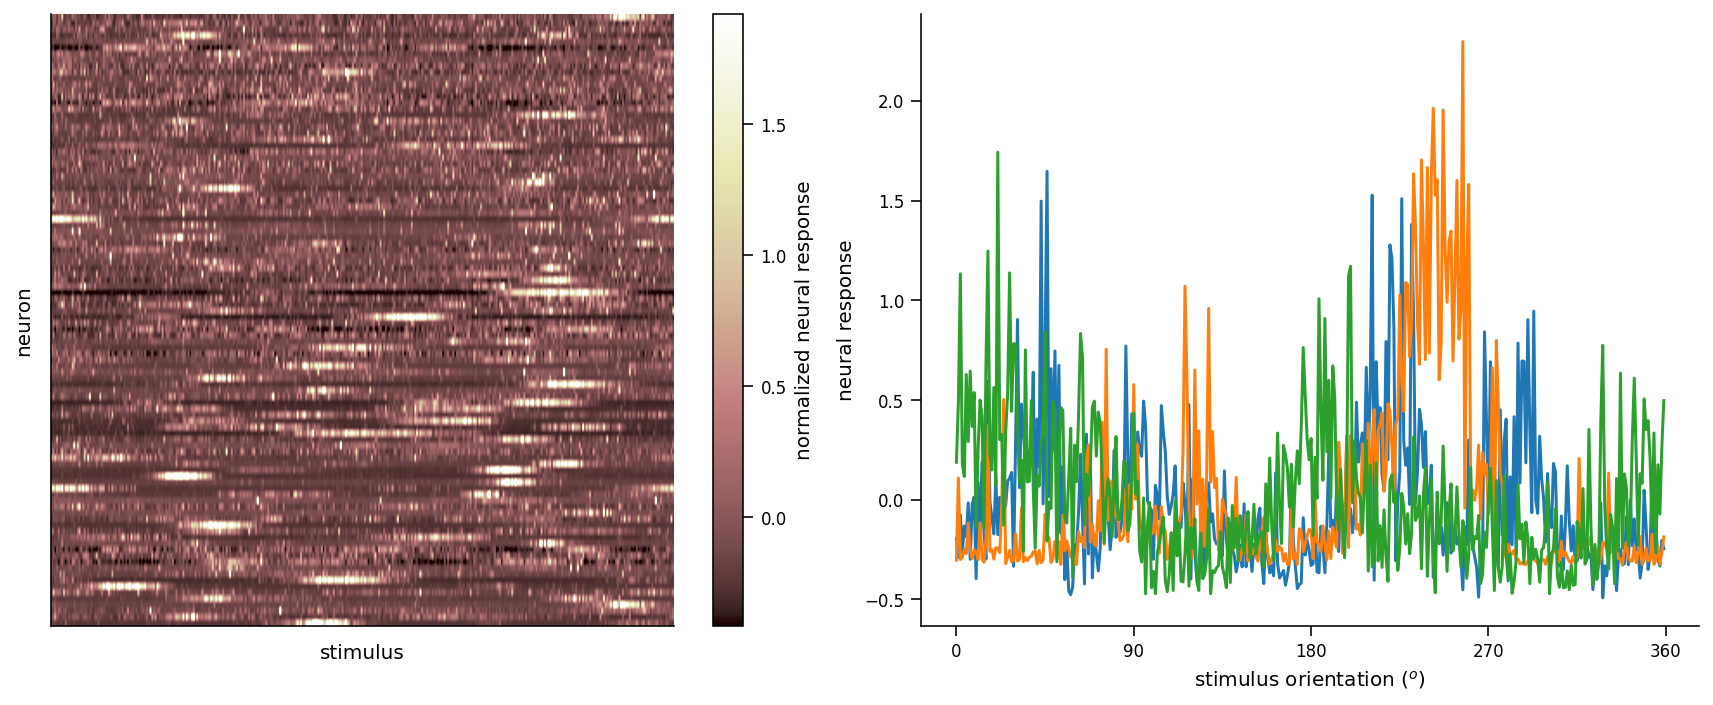 neuron
stimulus
1.5
1.0
0.5
0.0
normalized neural response
neural response
2.0
1.5
1.0
0.5
0.0
−0.5
0 90 180 270 360
stimulus orientation (o)